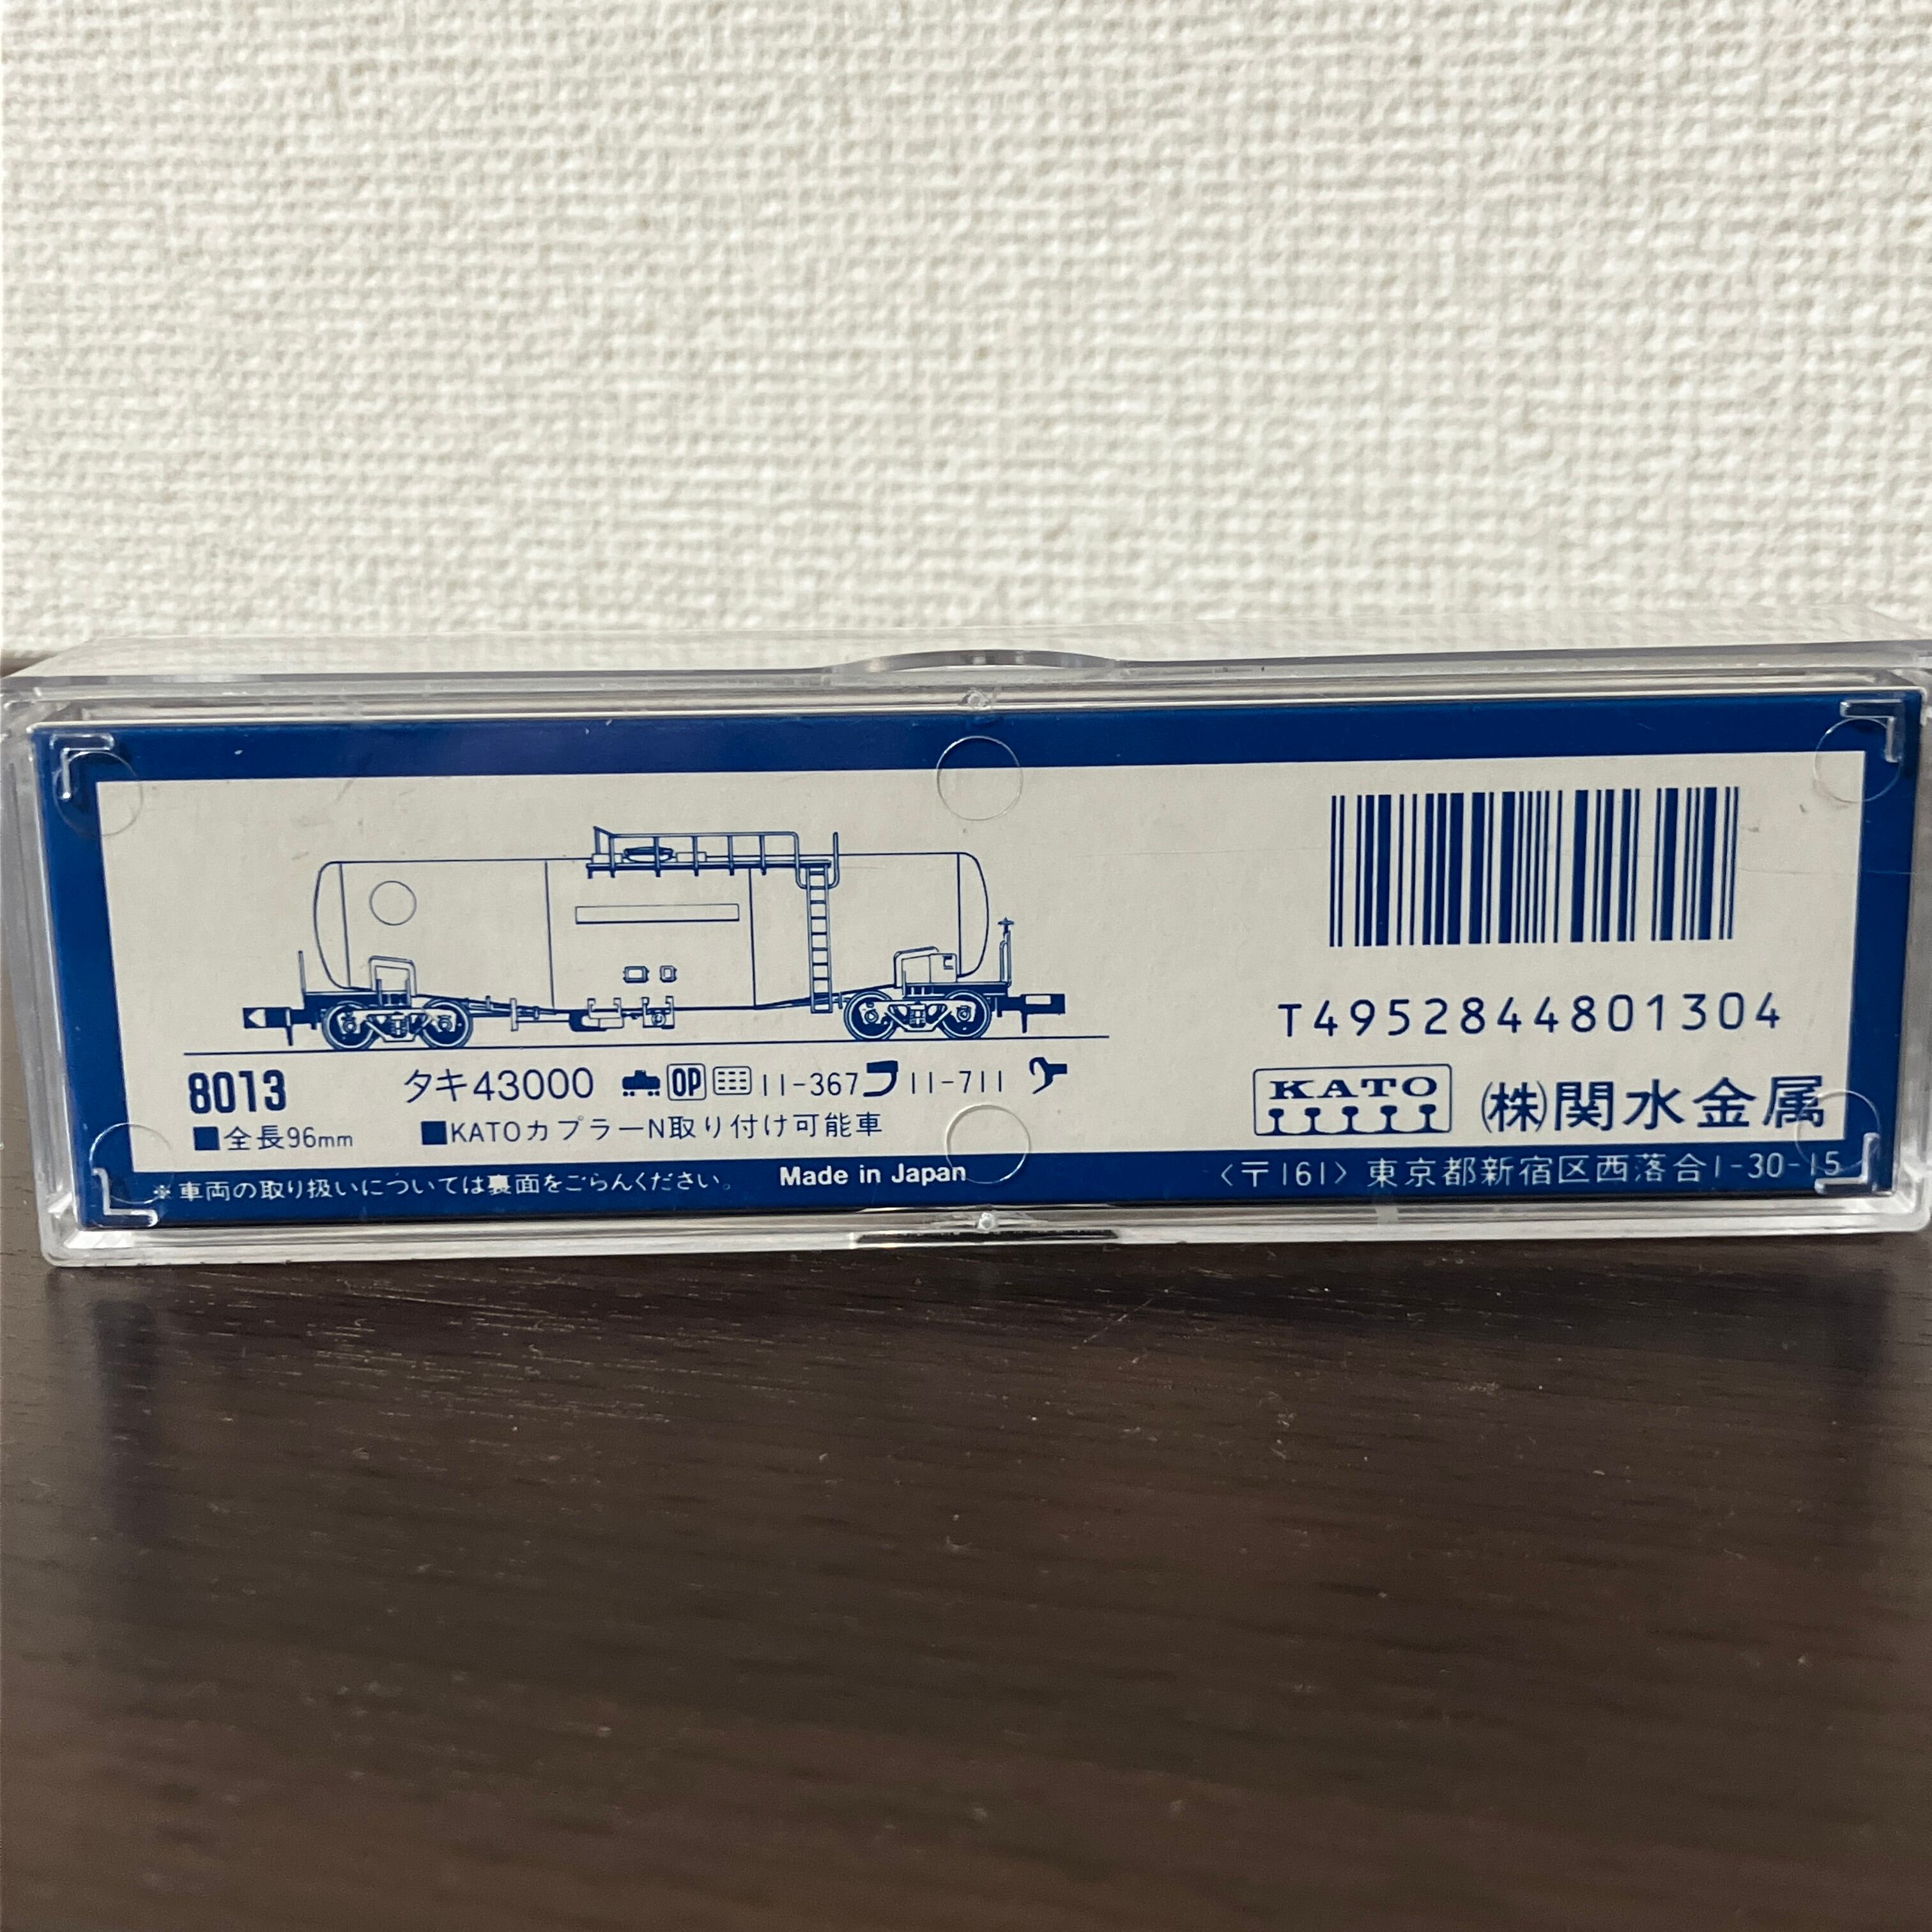 T4952844801304
8013 タキ43000 OP 11-367 11-711
■全長96mm ■KATOカプラーN取り付け可能車
KATO ㈱関水金属
※車両の取り扱いについては裏面をごらんください。 Made in Japan 〈〒161〉東京都新宿区西落合1-30-15